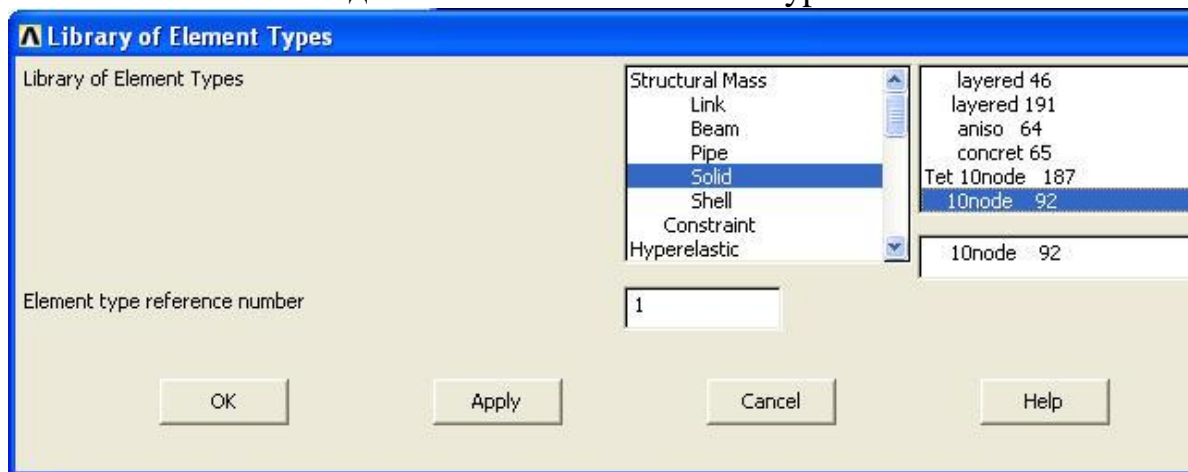 Library of Element Types
Library of Element Types
Structural Mass
Link
Beam
Pipe
Solid
Shell
Constraint
Hyperelastic
layered 46
layered 191
aniso 64
concret 65
Tet 10node 187
10node 92
10node 92
Element type reference number
1
OK Apply Cancel Help